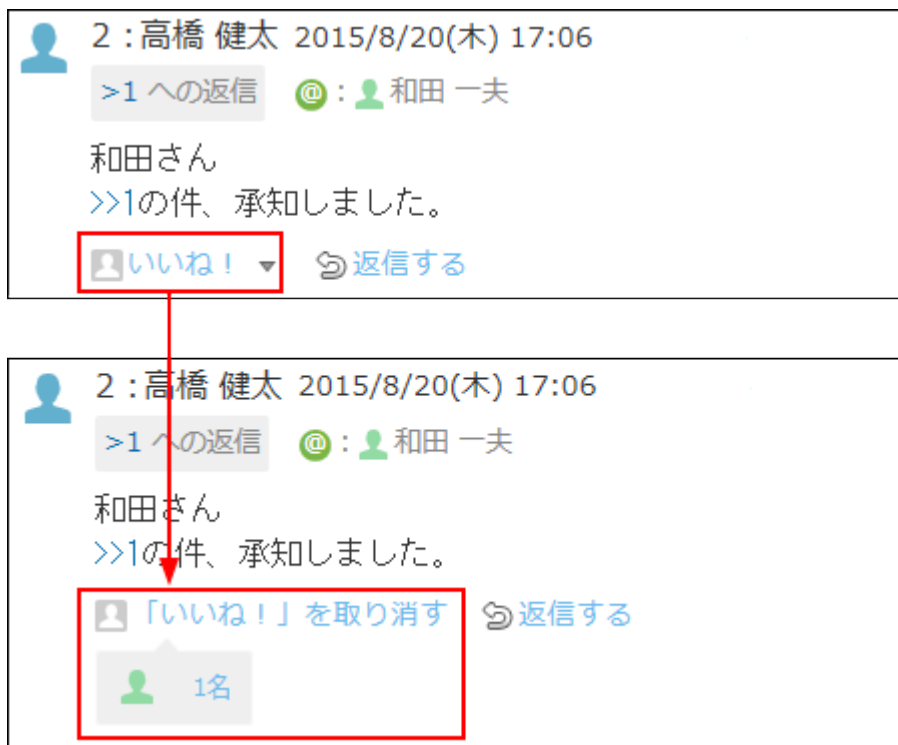 2 : 高橋 健太 2015/8/20(木) 17:06
>1 への返信 @ : 和田 一夫
和田さん
>>1の件、承知しました。
いいね！ ▼ 返信する
2 : 高橋 健太 2015/8/20(木) 17:06
>1 への返信 @ : 和田 一夫
和田さん
>>1の件、承知しました。
「いいね！」を取り消す 返信する
1名